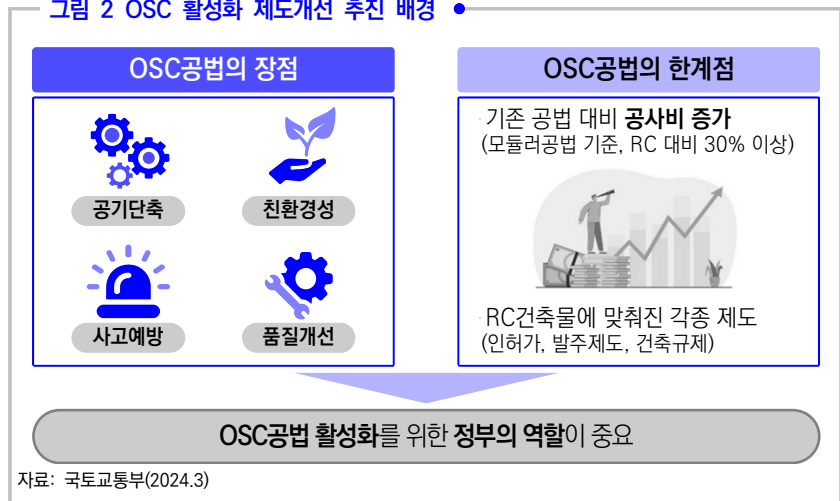 그림 2 OSC 활성화 제도개선 추진 배경
OSC공법의 장점
공기단축
친환경성
사고예방
품질개선
OSC공법의 한계점
·기존 공법 대비 공사비 증가
(모듈러공법 기준, RC 대비 30% 이상)
·RC건축물에 맞춰진 각종 제도
(인허가, 발주제도, 건축규제)
OSC공법 활성화를 위한 정부의 역할이 중요
자료: 국토교통부(2024.3)